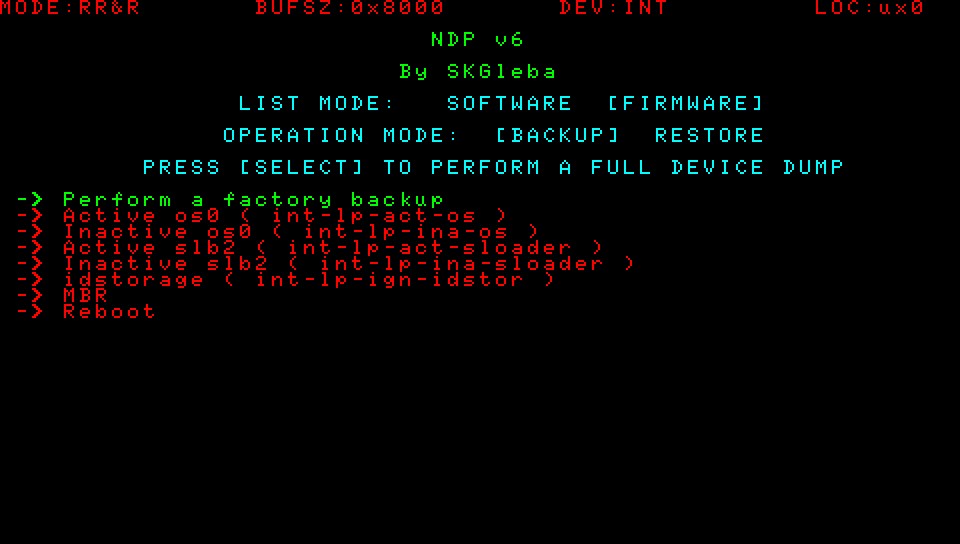 MODE:RR&R BUFSZ:0x8000 DEV:INT LOC:ux0
NDP v6
By SKGleba
LIST MODE: SOFTWARE [FIRMWARE]
OPERATION MODE: [BACKUP] RESTORE
PRESS [SELECT] TO PERFORM A FULL DEVICE DUMP
-> Perform a factory backup
-> Active os0 ( int-lp-act-os )
-> Inactive os0 ( int-lp-ina-os )
-> Active slb2 ( int-lp-act-sloader )
-> Inactive slb2 ( int-lp-ina-sloader )
-> idstorage ( int-lp-ign-idstor )
-> MBR
-> Reboot